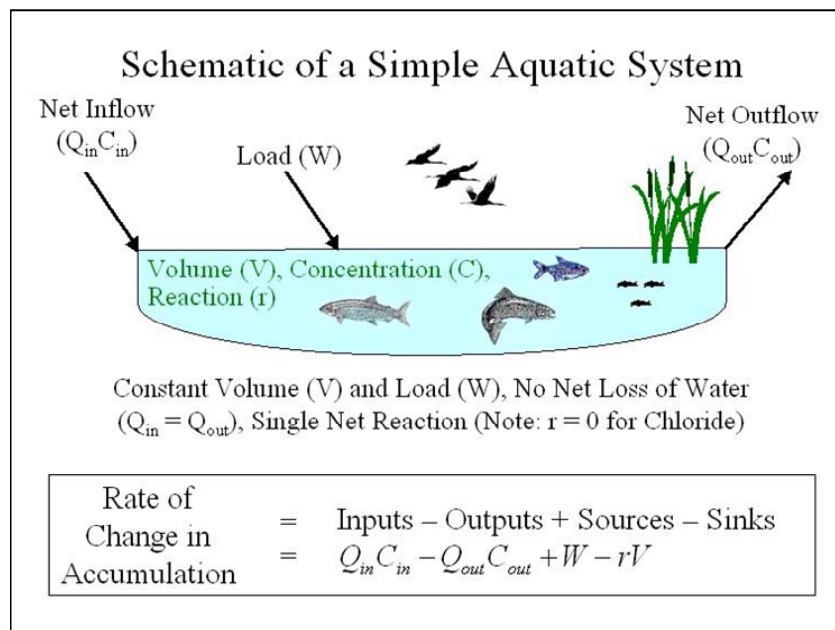 Schematic of a Simple Aquatic System
Net Inflow
(QinCin)
Load (W)
Net Outflow
(QoutCout)
Volume (V), Concentration (C),
Reaction (r)
Constant Volume (V) and Load (W), No Net Loss of Water
(Qin = Qout), Single Net Reaction (Note: r = 0 for Chloride)
Rate of
Change in
Accumulation
= Inputs – Outputs + Sources – Sinks
= QinCin – QoutCout + W – rV